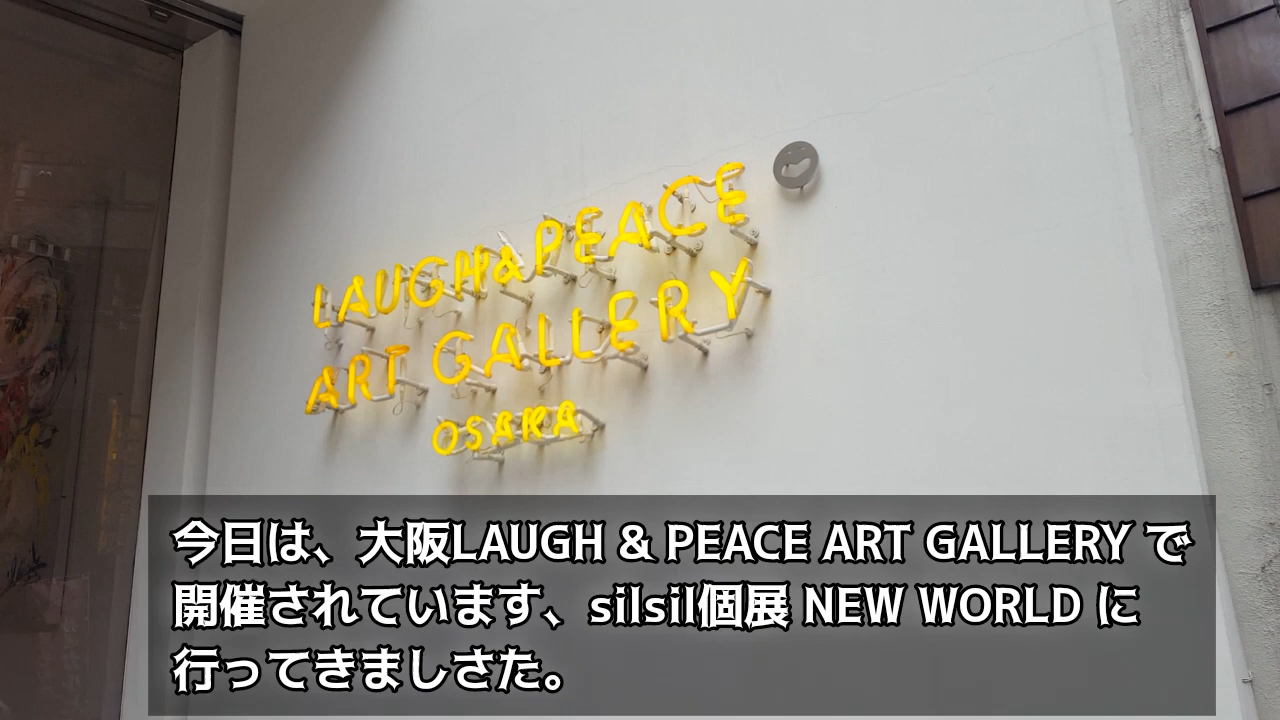 LAUGH & PEACE
ART GALLERY
OSAKA
今日は、大阪LAUGH & PEACE ART GALLERY で
開催されています、silsil個展 NEW WORLD に
行ってきましさた。